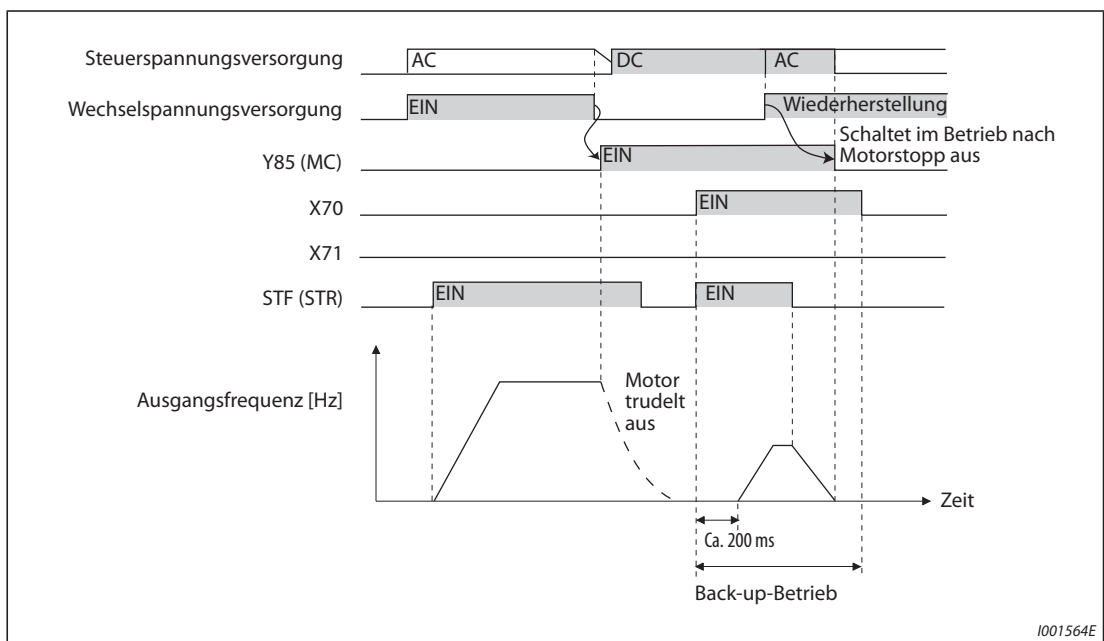 Steuerspannungsversorgung
AC
DC
AC
Wechselspannungsversorgung
EIN
Wiederherstellung
Schaltet im Betrieb nach
Motorstopp aus
Y85 (MC)
EIN
X70
EIN
X71
STF (STR)
EIN
EIN
Ausgangsfrequenz [Hz]
Motor
trudelt
aus
Zeit
Ca. 200 ms
Back-up-Betrieb
I001564E